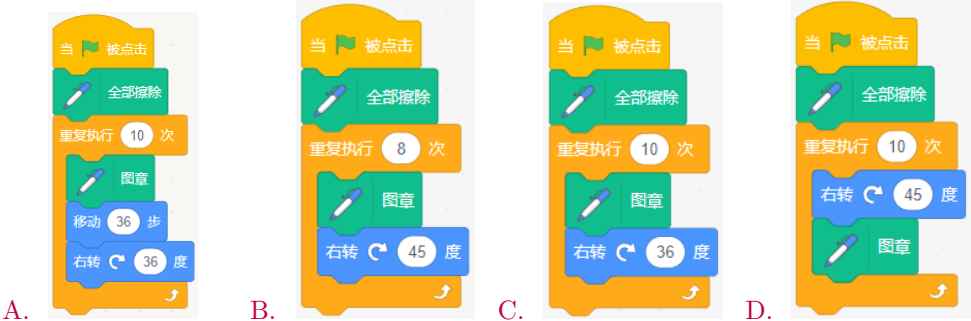 A.
当 被点击
全部擦除
重复执行 10 次
图章
移动 36 步
右转 36 度
B.
当 被点击
全部擦除
重复执行 8 次
图章
右转 45 度
C.
当 被点击
全部擦除
重复执行 10 次
图章
右转 36 度
D.
当 被点击
全部擦除
重复执行 10 次
右转 45 度
图章